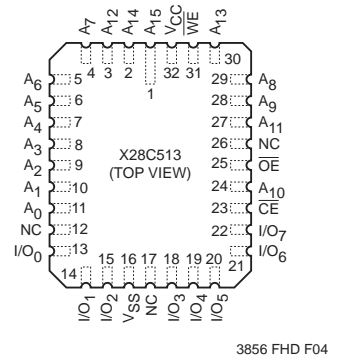 A7 A12 A14 A15 VCC WE A13
4 3 2 32 31 30
1
A6 5 29 A8
A5 6 28 A9
A4 7 27 A11
A3 8 26 NC
A2 9 25 OE
A1 10 24 A10
A0 11 23 CE
NC 12 22 I/O7
I/O0 13 21 I/O6
X28C513
(TOP VIEW)
14 15 16 17 18 19 20
I/O1 I/O2 VSS NC I/O3 I/O4 I/O5
3856 FHD F04